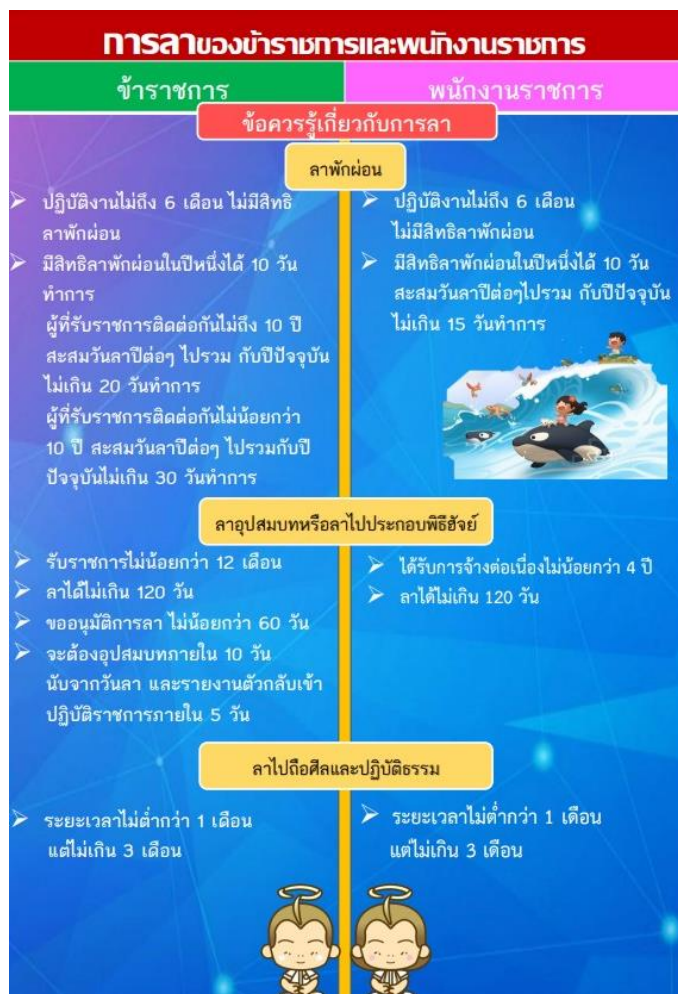 การลาของข้าราชการและพนักงานราชการ
ข้าราชการ
พนักงานราชการ
ข้อควรรู้เกี่ยวกับการลา
ลาพักผ่อน
➢ ปฏิบัติงานไม่ถึง 6 เดือน ไม่มีสิทธิ
ลาพักผ่อน
➢ มีสิทธิลาพักผ่อนในปีหนึ่งได้ 10 วัน
ทำการ
ผู้ที่รับราชการติดต่อกันไม่ถึง 10 ปี
สะสมวันลาปีต่อๆ ไปรวม กับปีปัจจุบัน
ไม่เกิน 20 วันทำการ
ผู้ที่รับราชการติดต่อกันไม่น้อยกว่า
10 ปี สะสมวันลาปีต่อๆ ไปรวมกับปี
ปัจจุบันไม่เกิน 30 วันทำการ
➢ ปฏิบัติงานไม่ถึง 6 เดือน
ไม่มีสิทธิลาพักผ่อน
➢ มีสิทธิลาพักผ่อนในปีหนึ่งได้ 10 วัน
สะสมวันลาปีต่อๆไปรวม กับปีปัจจุบัน
ไม่เกิน 15 วันทำการ
ลาอุปสมบทหรือลาไปประกอบพิธีฮัจย์
➢ รับราชการไม่น้อยกว่า 12 เดือน
➢ ลาได้ไม่เกิน 120 วัน
➢ ขออนุมัติการลา ไม่น้อยกว่า 60 วัน
➢ จะต้องอุปสมบทภายใน 10 วัน
นับจากวันลา และรายงานตัวกลับเข้า
ปฏิบัติราชการภายใน 5 วัน
➢ ได้รับการจ้างต่อเนื่องไม่น้อยกว่า 4 ปี
➢ ลาได้ไม่เกิน 120 วัน
ลาไปถือศีลและปฏิบัติธรรม
➢ ระยะเวลาไม่ต่ำกว่า 1 เดือน
แต่ไม่เกิน 3 เดือน
➢ ระยะเวลาไม่ต่ำกว่า 1 เดือน
แต่ไม่เกิน 3 เดือน